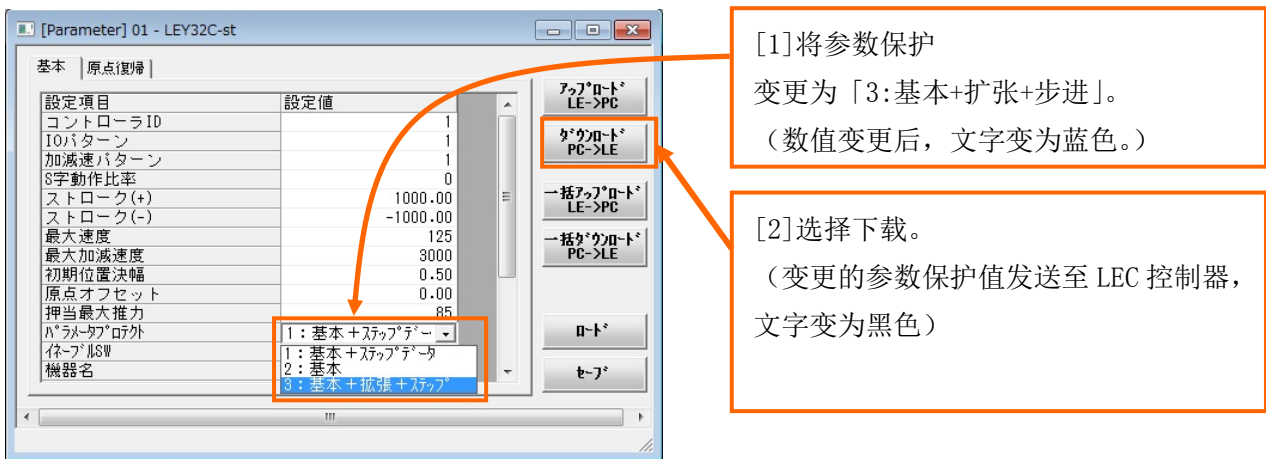 [Parameter] 01 - LEY32C-st
基本
原点復帰
設定項目 設定値
コントローラID 1
IOパターン 1
加減速パターン 1
S字動作比率 0
ストローク(+) 1000.00
ストローク(-) -1000.00
最大速度 125
最大加減速度 3000
初期位置決幅 0.50
原点オフセット 0.00
押当最大推力 85
ﾊﾟﾗﾒｰﾀﾌﾟﾛﾃｸﾄ 1：基本＋ｽﾃｯﾌﾟﾃﾞｰ
ｲﾈｰﾌﾞﾙSW 1：基本＋ｽﾃｯﾌﾟﾃﾞｰﾀ
機器名 2：基本
3：基本＋拡張＋ｽﾃｯﾌﾟ
ｱｯﾌﾟﾛｰﾄﾞ
LE->PC
ﾀﾞｳﾝﾛｰﾄﾞ
PC->LE
一括ｱｯﾌﾟﾛｰﾄﾞ
LE->PC
一括ﾀﾞｳﾝﾛｰﾄﾞ
PC->LE
ﾛｰﾄﾞ
ｾｰﾌﾞ
[1]将参数保护
变更为「3:基本+扩张+步进」。
（数值变更后，文字变为蓝色。）
[2]选择下载。
（变更的参数保护值发送至 LEC 控制器，
文字变为黑色）